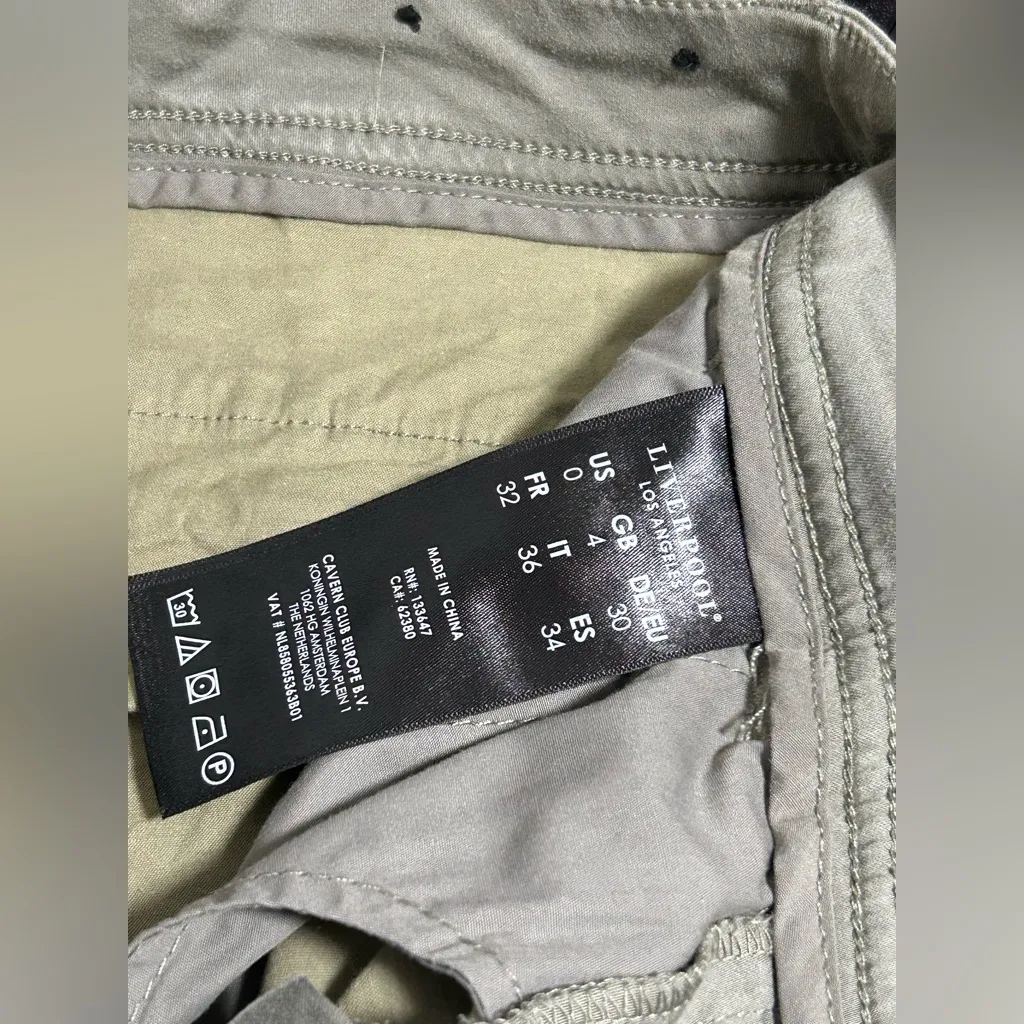 LIVERPOOL®
LOS ANGELES
US GB DE/EU
0 4 30
FR IT ES
32 36 34
MADE IN CHINA
RN#: 133647
CA#: 62380
CAVERN CLUB EUROPE B.V.
KONINGIN WILHELMINAPLEIN 1
1062 HG AMSTERDAM
THE NETHERLANDS
VAT # NL858055363B01
30
P